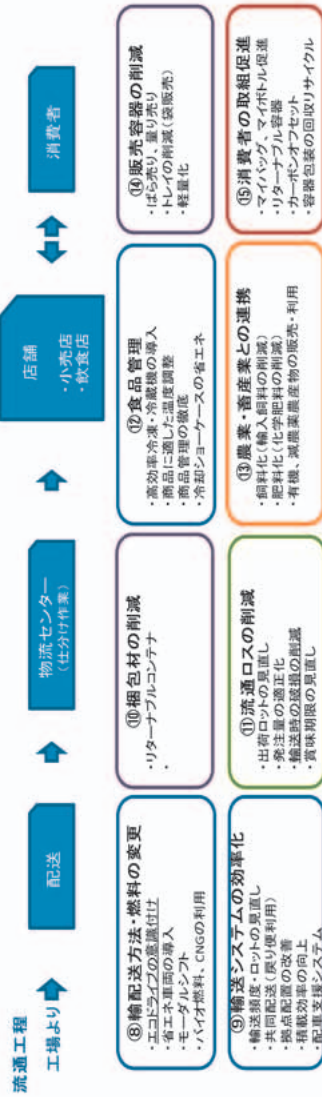 流通工程
工場より
配送
物流センター
(仕分け作業)
店舗
・小売店
・飲食店
消費者
⑧輸配送方法・燃料の変更
・エコドライブの意識付け
・省エネ車両の導入
・モーダルシフト
・バイオ燃料、CNGの利用
⑨輸送システムの効率化
・輸送頻度・ロットの見直し
・共同配送(戻り便利用)
・拠点配置の改善
・積載効率の向上
・配車支援システム
⑩梱包材の削減
・リターナブルコンテナ
・
⑪流通ロスの削減
・出荷ロットの見直し
・発注量の適正化
・輸送時の破損の削減
・賞味期限の見直し
⑫食品管理
・高効率冷凍・冷蔵機の導入
・商品に適した温度調整
・商品管理の徹底
・冷却ショーケースの省エネ
⑬農業・畜産業との連携
・飼料化(輸入飼料の削減)
・肥料化(化学肥料の削減)
・有機、減農薬農産物の販売・利用
⑭販売容器の削減
・ばら売り、量り売り
・トレイの削減(袋販売)
・軽量化
⑮消費者の取組促進
・マイバッグ、マイボトル促進
・リターナブル容器
・カーボンオフセット
・容器包装の回収リサイクル